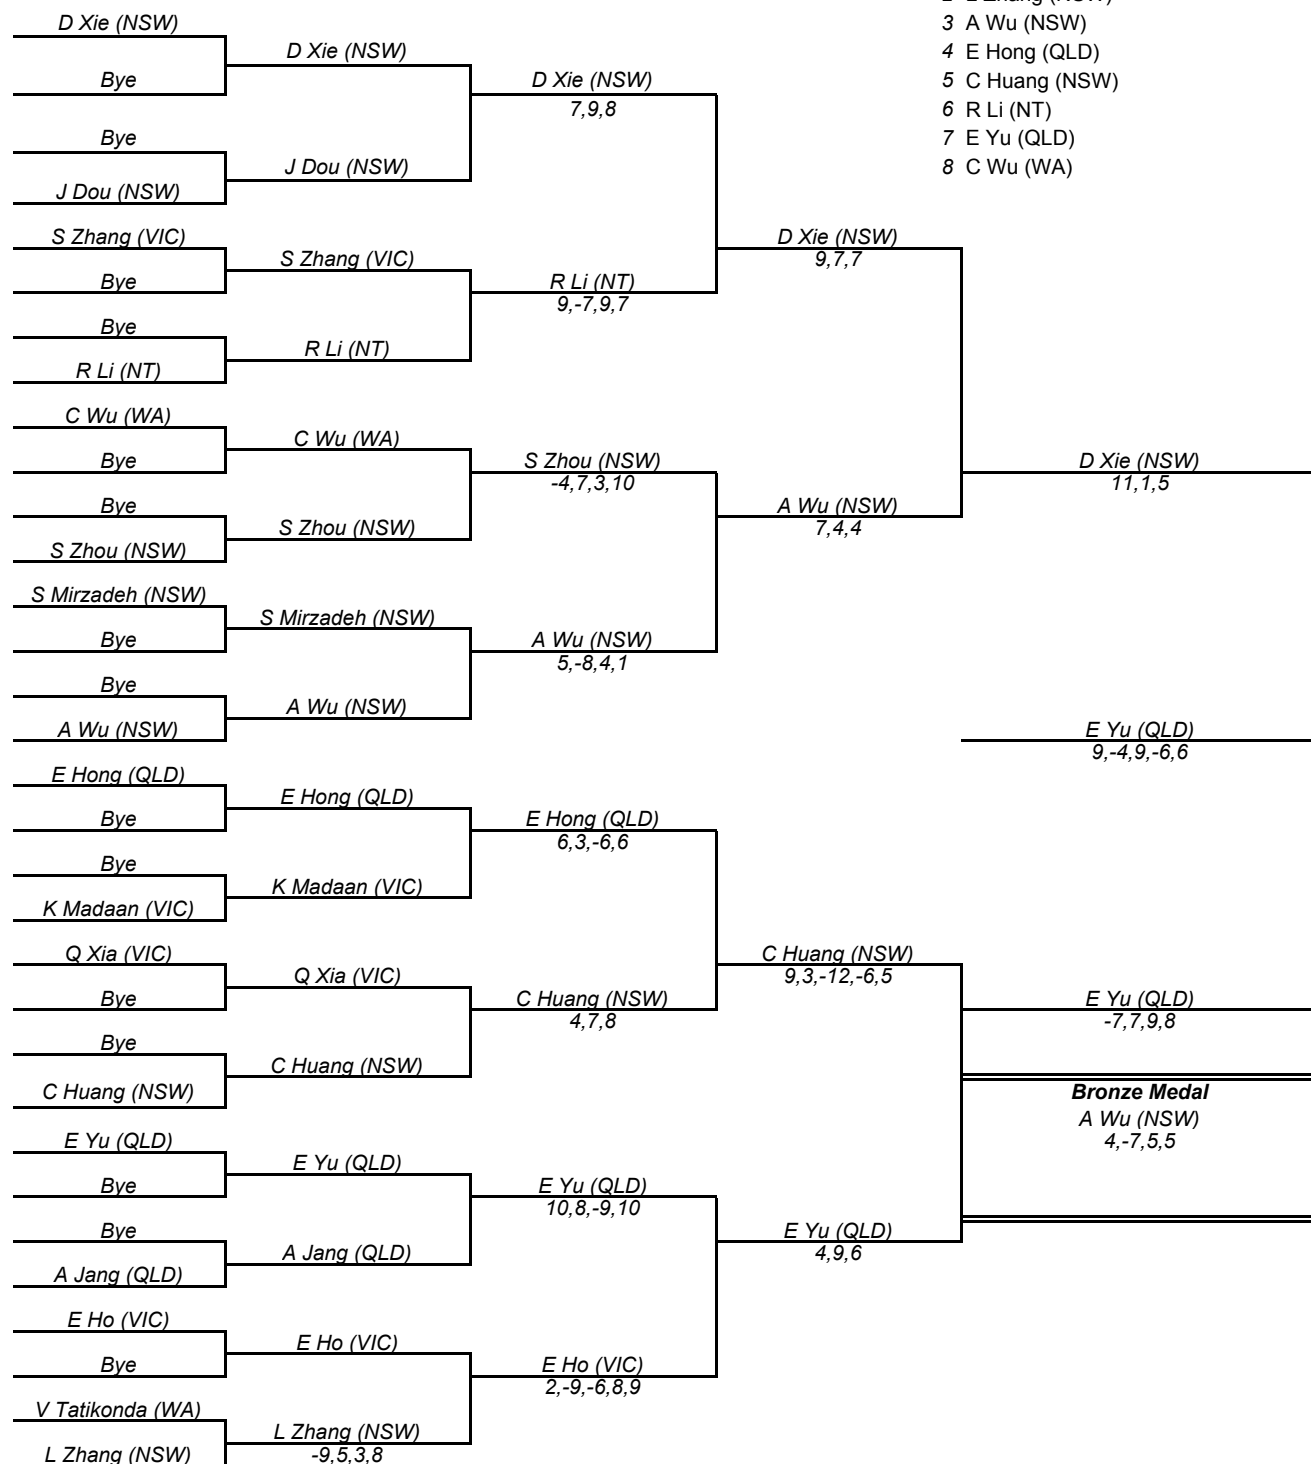 3 A Wu (NSW)
4 E Hong (QLD)
5 C Huang (NSW)
6 R Li (NT)
7 E Yu (QLD)
8 C Wu (WA)
D Xie (NSW)
Bye
Bye
J Dou (NSW)
S Zhang (VIC)
Bye
Bye
R Li (NT)
C Wu (WA)
Bye
Bye
S Zhou (NSW)
S Mirzadeh (NSW)
Bye
Bye
A Wu (NSW)
E Hong (QLD)
Bye
Bye
K Madaan (VIC)
Q Xia (VIC)
Bye
Bye
C Huang (NSW)
E Yu (QLD)
Bye
Bye
A Jang (QLD)
E Ho (VIC)
Bye
V Tatikonda (WA)
L Zhang (NSW)
D Xie (NSW)
J Dou (NSW)
S Zhang (VIC)
R Li (NT)
C Wu (WA)
S Zhou (NSW)
S Mirzadeh (NSW)
A Wu (NSW)
E Hong (QLD)
K Madaan (VIC)
Q Xia (VIC)
C Huang (NSW)
E Yu (QLD)
A Jang (QLD)
E Ho (VIC)
L Zhang (NSW)
-9,5,3,8
D Xie (NSW)
7,9,8
R Li (NT)
9,-7,9,7
S Zhou (NSW)
-4,7,3,10
A Wu (NSW)
5,-8,4,1
E Hong (QLD)
6,3,-6,6
C Huang (NSW)
4,7,8
E Yu (QLD)
10,8,-9,10
E Ho (VIC)
2,-9,-6,8,9
D Xie (NSW)
9,7,7
A Wu (NSW)
7,4,4
C Huang (NSW)
9,3,-12,-6,5
E Yu (QLD)
4,9,6
D Xie (NSW)
11,1,5
E Yu (QLD)
9,-4,9,-6,6
E Yu (QLD)
-7,7,9,8
Bronze Medal
A Wu (NSW)
4,-7,5,5